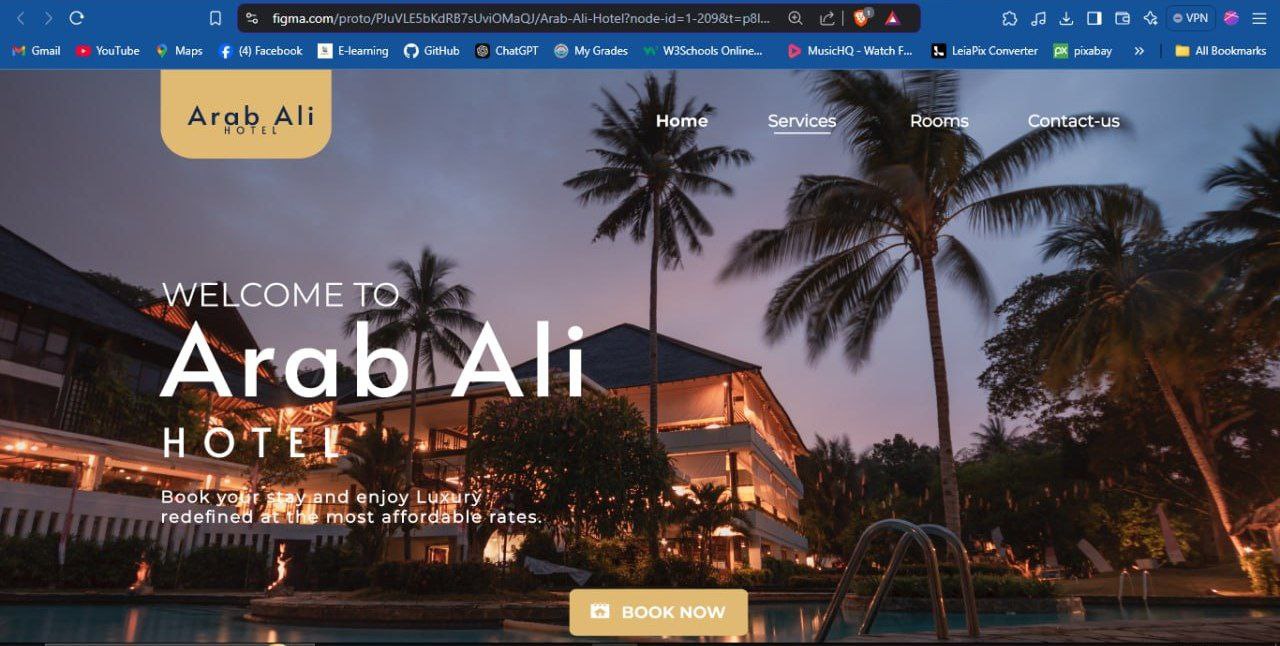 figma.com/proto/PJuVLE5bKdRB7sUviOMaQJ/Arab-Ali-Hotel?node-id=1-209&t=p8l...
1
VPN
Gmail
YouTube
Maps
(4) Facebook
E-learning
GitHub
ChatGPT
My Grades
W3Schools Online...
MusicHQ - Watch F...
LeiaPix Converter
px pixabay
»
All Bookmarks
Arab Ali
HOTEL
Home Services Rooms Contact-us
WELCOME TO
Arab Ali
HOTEL
Book your stay and enjoy Luxury
redefined at the most affordable rates.
BOOK NOW